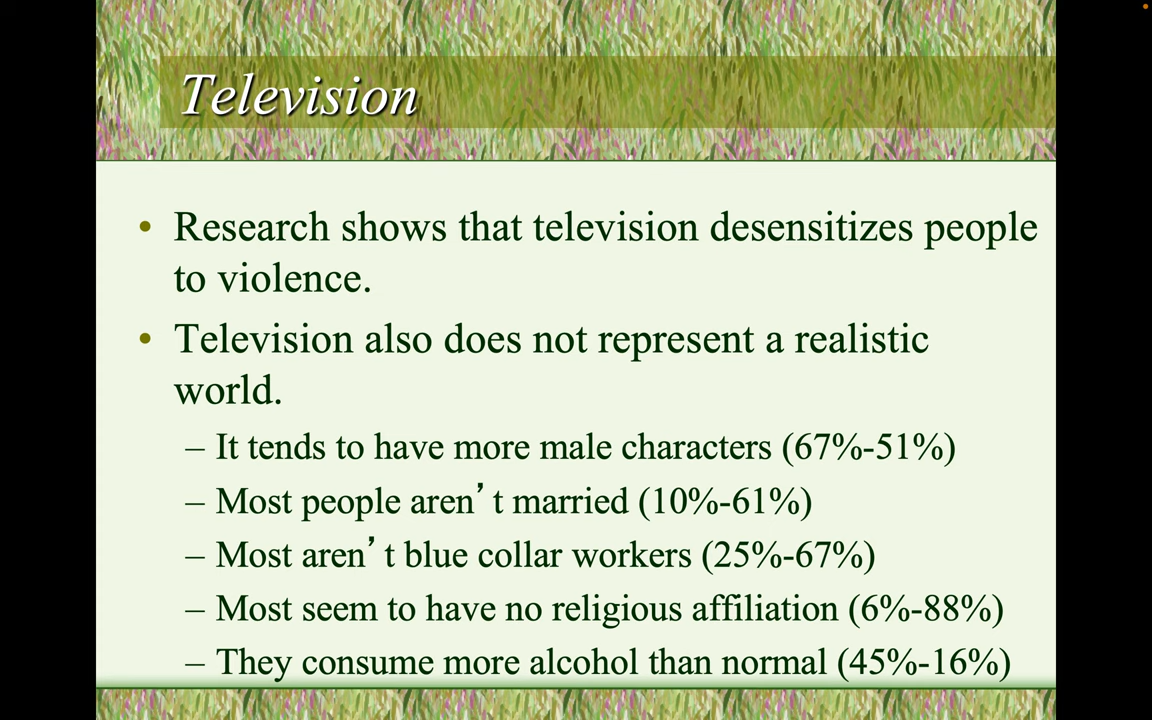 Television
• Research shows that television desensitizes people
to violence.
• Television also does not represent a realistic
world.
– It tends to have more male characters (67%-51%)
– Most people aren’t married (10%-61%)
– Most aren’t blue collar workers (25%-67%)
– Most seem to have no religious affiliation (6%-88%)
– They consume more alcohol than normal (45%-16%)